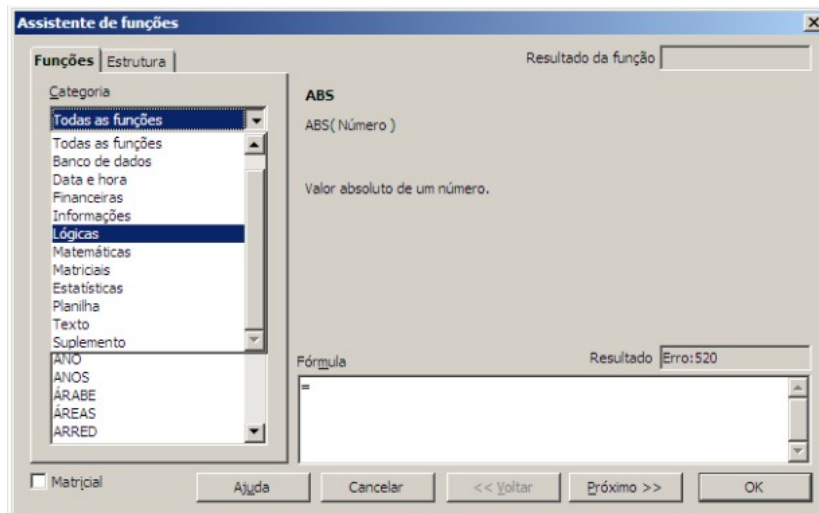 Assistente de funções
Funções Estrutura
Resultado da função
Categoria
Todas as funções
Todas as funções
Banco de dados
Data e hora
Financeiras
Informações
Lógicas
Matemáticas
Matriciais
Estatísticas
Planilha
Texto
Suplemento
ANO
ANOS
ÁRABE
ÁREAS
ARRED
ABS
ABS( Número )
Valor absoluto de um número.
Fórmula
Resultado Erro:520
=
Matricial
Ajuda
Cancelar
<< Voltar
Próximo >>
OK